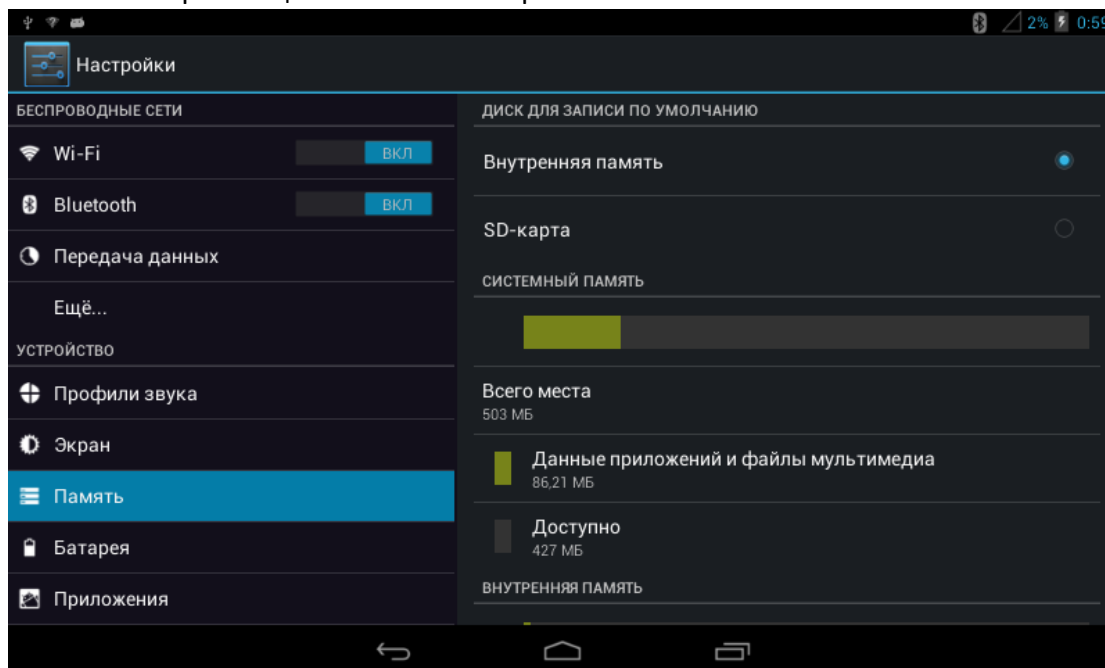 2% 0:59
Настройки
БЕСПРОВОДНЫЕ СЕТИ
Wi-Fi ВКЛ
Bluetooth ВКЛ
Передача данных
Ещё...
УСТРОЙСТВО
Профили звука
Экран
Память
Батарея
Приложения
ДИСК ДЛЯ ЗАПИСИ ПО УМОЛЧАНИЮ
Внутренняя память
SD-карта
СИСТЕМНЫЙ ПАМЯТЬ
Всего места
503 МБ
Данные приложений и файлы мультимедиа
86,21 МБ
Доступно
427 МБ
ВНУТРЕННЯЯ ПАМЯТЬ